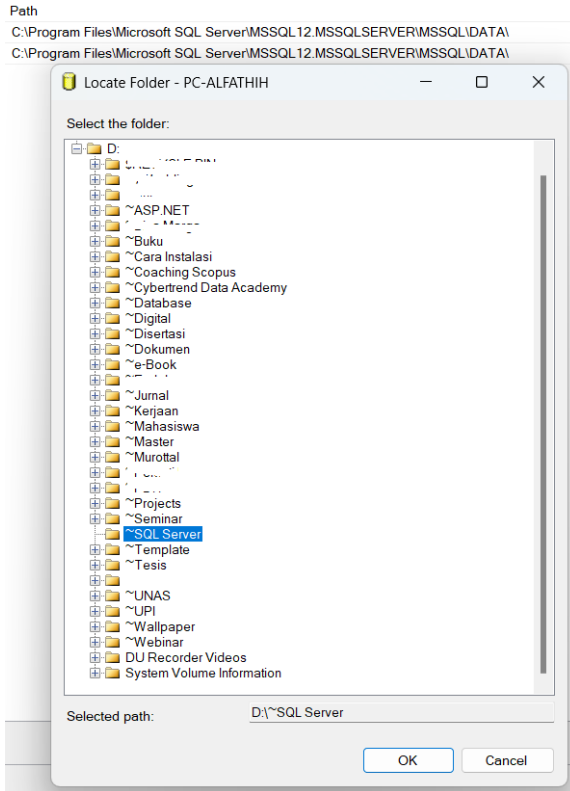 Path
C:\Program Files\Microsoft SQL Server\MSSQL12.MSSQLSERVER\MSSQL\DATA\
C:\Program Files\Microsoft SQL Server\MSSQL12.MSSQLSERVER\MSSQL\DATA\
Locate Folder - PC-ALFATHIH
Select the folder:
D:
~ASP.NET
~Buku
~Cara Instalasi
~Coaching Scopus
~Cybertrend Data Academy
~Database
~Digital
~Disertasi
~Dokumen
~e-Book
~Jurnal
~Kerjaan
~Mahasiswa
~Master
~Murottal
~Projects
~Seminar
~SQL Server
~Template
~Tesis
~UNAS
~UPI
~Wallpaper
~Webinar
DU Recorder Videos
System Volume Information
Selected path:
D:\~SQL Server
OK
Cancel